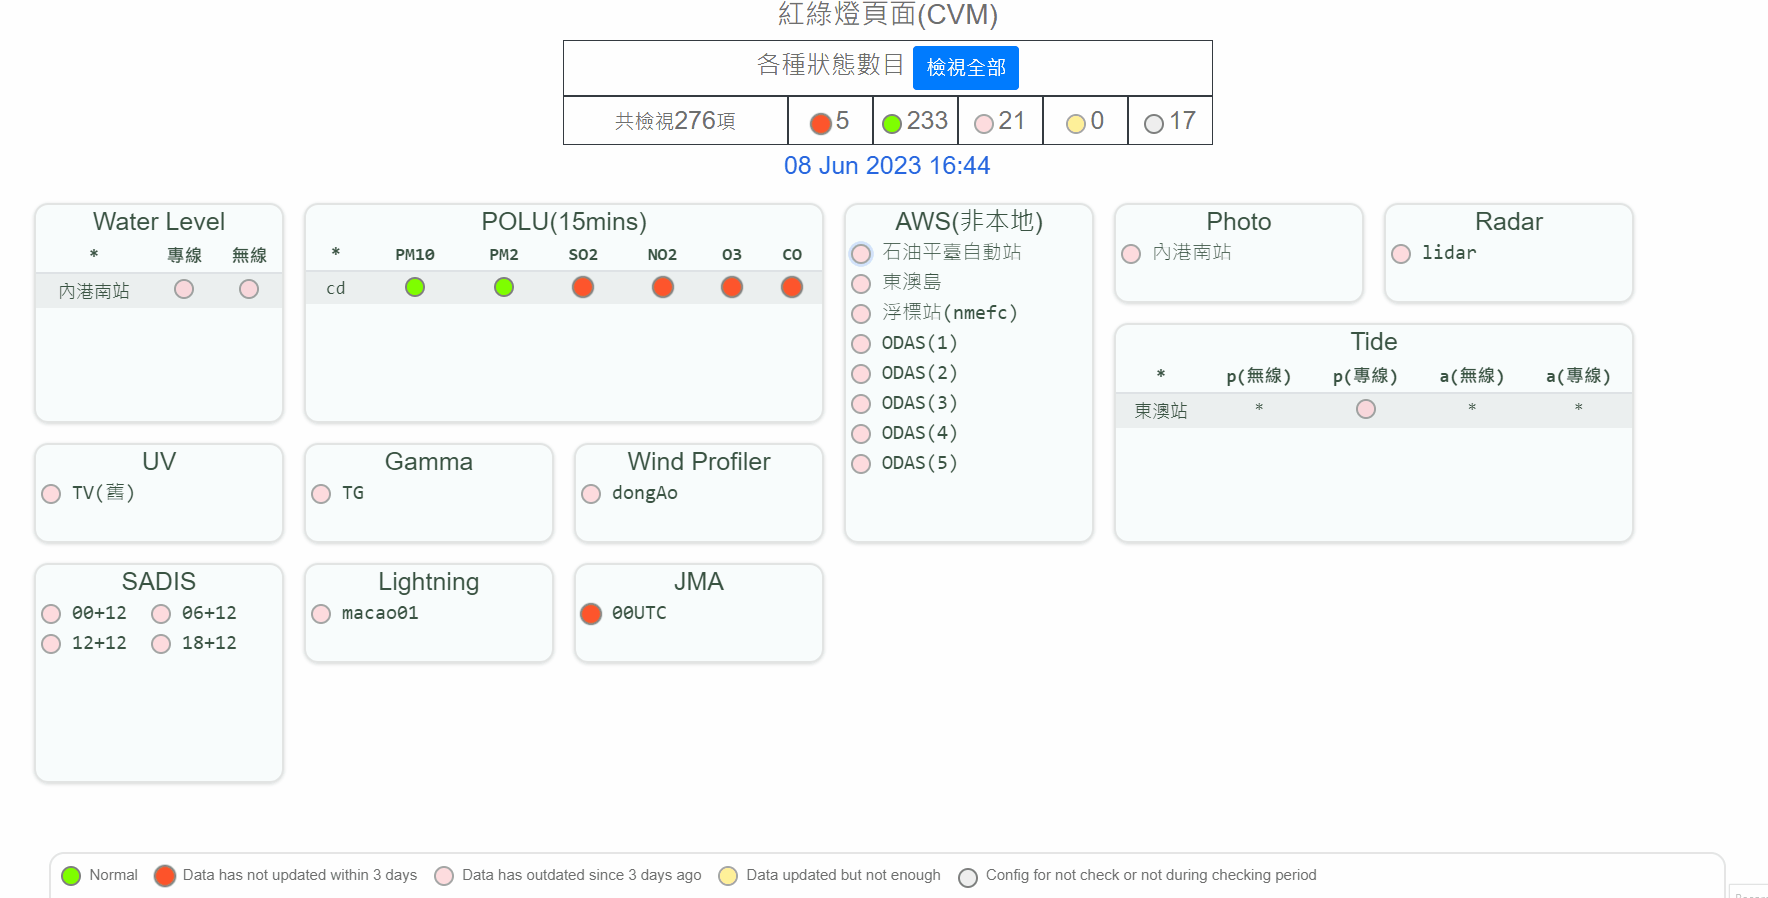 紅綠燈頁面(CVM)
各種狀態數目 檢視全部
共檢視276項 5 233 21 0 17
08 Jun 2023 16:44
Water Level
* 專線 無線
內港南站
POLU(15mins)
* PM10 PM2 SO2 NO2 O3 CO
cd
AWS(非本地)
石油平臺自動站
東澳島
浮標站(nmefc)
ODAS(1)
ODAS(2)
ODAS(3)
ODAS(4)
ODAS(5)
Photo
內港南站
Radar
lidar
Tide
* p(無線) p(專線) a(無線) a(專線)
東澳站 * * *
UV
TV(舊)
Gamma
TG
Wind Profiler
dongAo
SADIS
00+12 06+12
12+12 18+12
Lightning
macao01
JMA
00UTC
Normal Data has not updated within 3 days Data has outdated since 3 days ago Data updated but not enough Config for not check or not during checking period